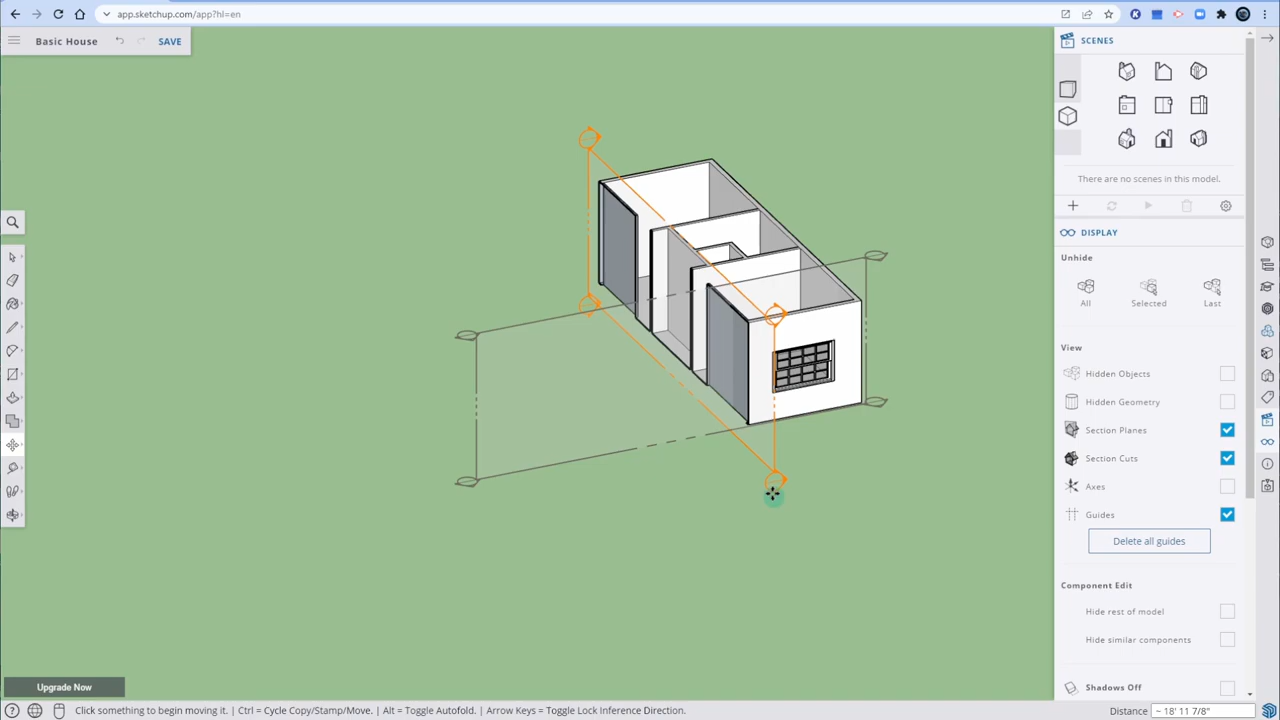 app.sketchup.com/app?hl=en
Basic House
SAVE
SCENES
There are no scenes in this model.
DISPLAY
Unhide
All
Selected
Last
View
Hidden Objects
Hidden Geometry
Section Planes
Section Cuts
Axes
Guides
Delete all guides
Component Edit
Hide rest of model
Hide similar components
Shadows Off
Upgrade Now
Click something to begin moving it. | Ctrl = Cycle Copy/Stamp/Move. | Alt = Toggle Autofold. | Arrow Keys = Toggle Lock Inference Direction.
Distance ~ 18' 11 7/8"